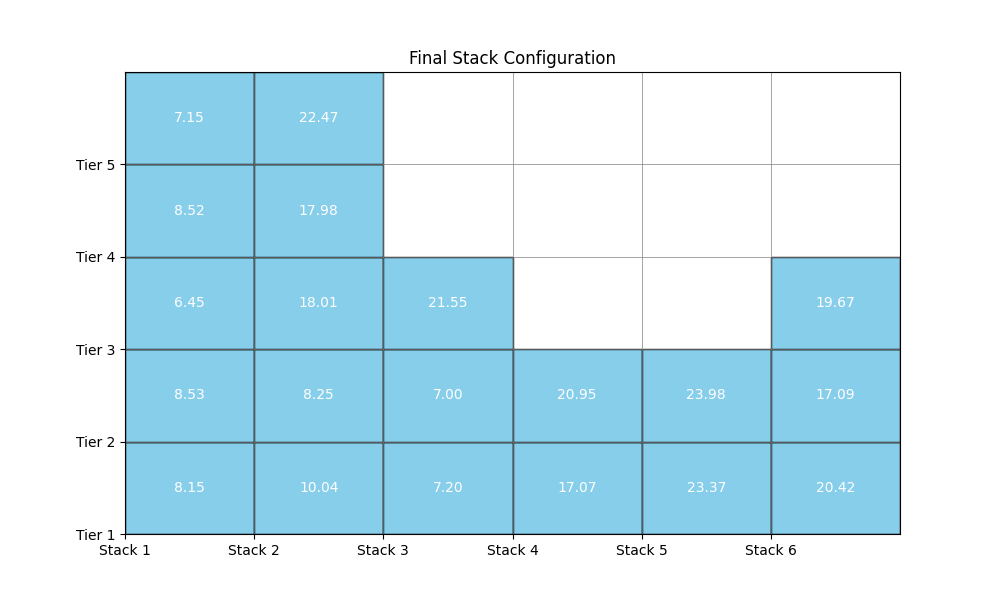 Final Stack Configuration
7.15 22.47
Tier 5
8.52 17.98
Tier 4
6.45 18.01 21.55 19.67
Tier 3
8.53 8.25 7.00 20.95 23.98 17.09
Tier 2
8.15 10.04 7.20 17.07 23.37 20.42
Tier 1
Stack 1 Stack 2 Stack 3 Stack 4 Stack 5 Stack 6